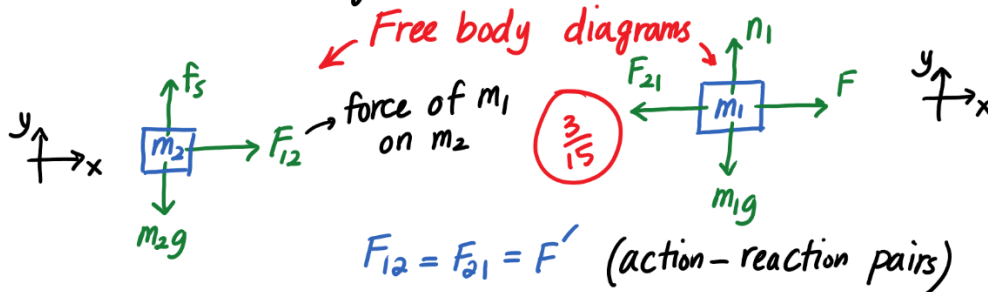 Free body diagrams
n₁
fₛ
F₂₁
F
y
force of m₁
on m₂
3/15
m₁
y
x
m₂
F₁₂
x
m₂g
m₁g
F₁₂ = F₂₁ = F′ (action-reaction pairs)